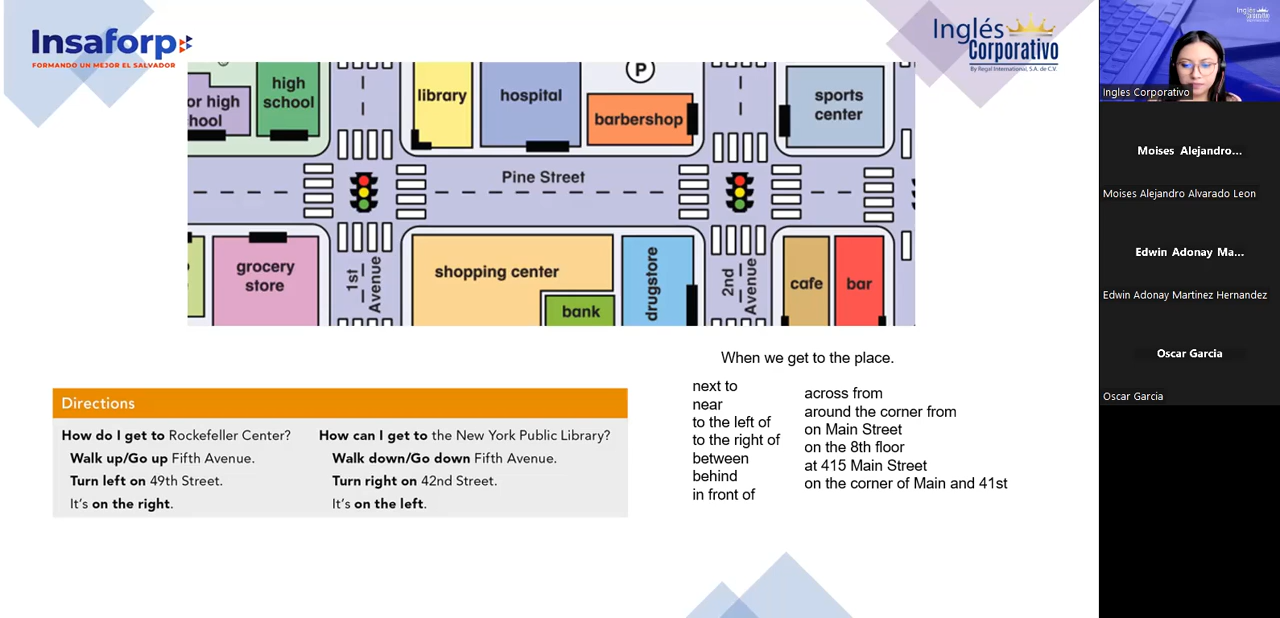 Insaforp
FORMANDO UN MEJOR EL SALVADOR
Inglés
Corporativo
By Regal International, S.A. de C.V.
or high
hool
high
school
library
hospital
P
barbershop
sports
center
Pine Street
grocery
store
1st
Avenue
shopping center
bank
drugstore
2nd
Avenue
cafe
bar
When we get to the place.
next to
near
to the left of
to the right of
between
behind
in front of
across from
around the corner from
on Main Street
on the 8th floor
at 415 Main Street
on the corner of Main and 41st
Directions
How do I get to Rockefeller Center?
Walk up/Go up Fifth Avenue.
Turn left on 49th Street.
It's on the right.
How can I get to the New York Public Library?
Walk down/Go down Fifth Avenue.
Turn right on 42nd Street.
It's on the left.
Inglés
Ingles Corporativo
Moises Alejandro...
Moises Alejandro Alvarado Leon
Edwin Adonay Ma...
Edwin Adonay Martinez Hernandez
Oscar Garcia
Oscar Garcia